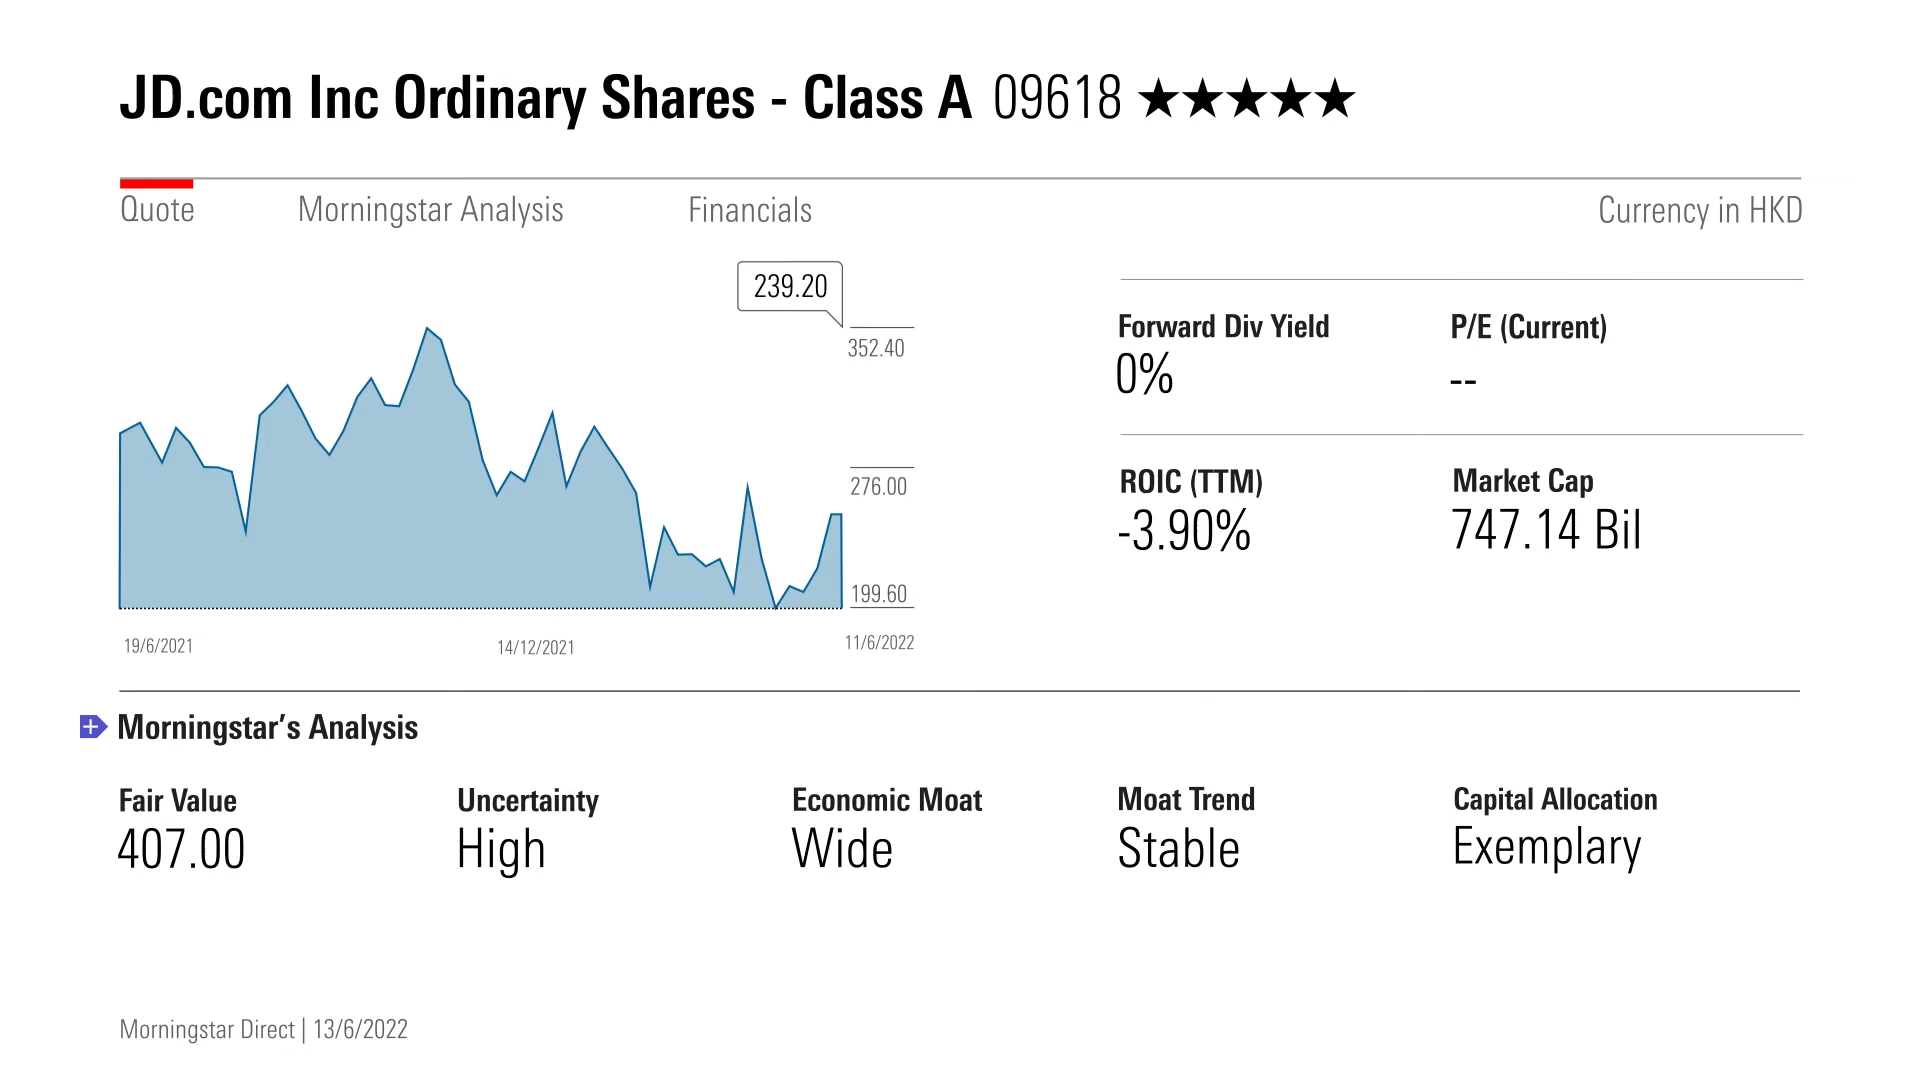 JD.com Inc Ordinary Shares - Class A 09618 ★★★★★
Quote Morningstar Analysis Financials Currency in HKD
239.20
352.40
276.00
199.60
19/6/2021 14/12/2021 11/6/2022
Forward Div Yield P/E (Current)
0% --
ROIC (TTM) Market Cap
-3.90% 747.14 Bil
Morningstar’s Analysis
Fair Value Uncertainty Economic Moat Moat Trend Capital Allocation
407.00 High Wide Stable Exemplary
Morningstar Direct | 13/6/2022